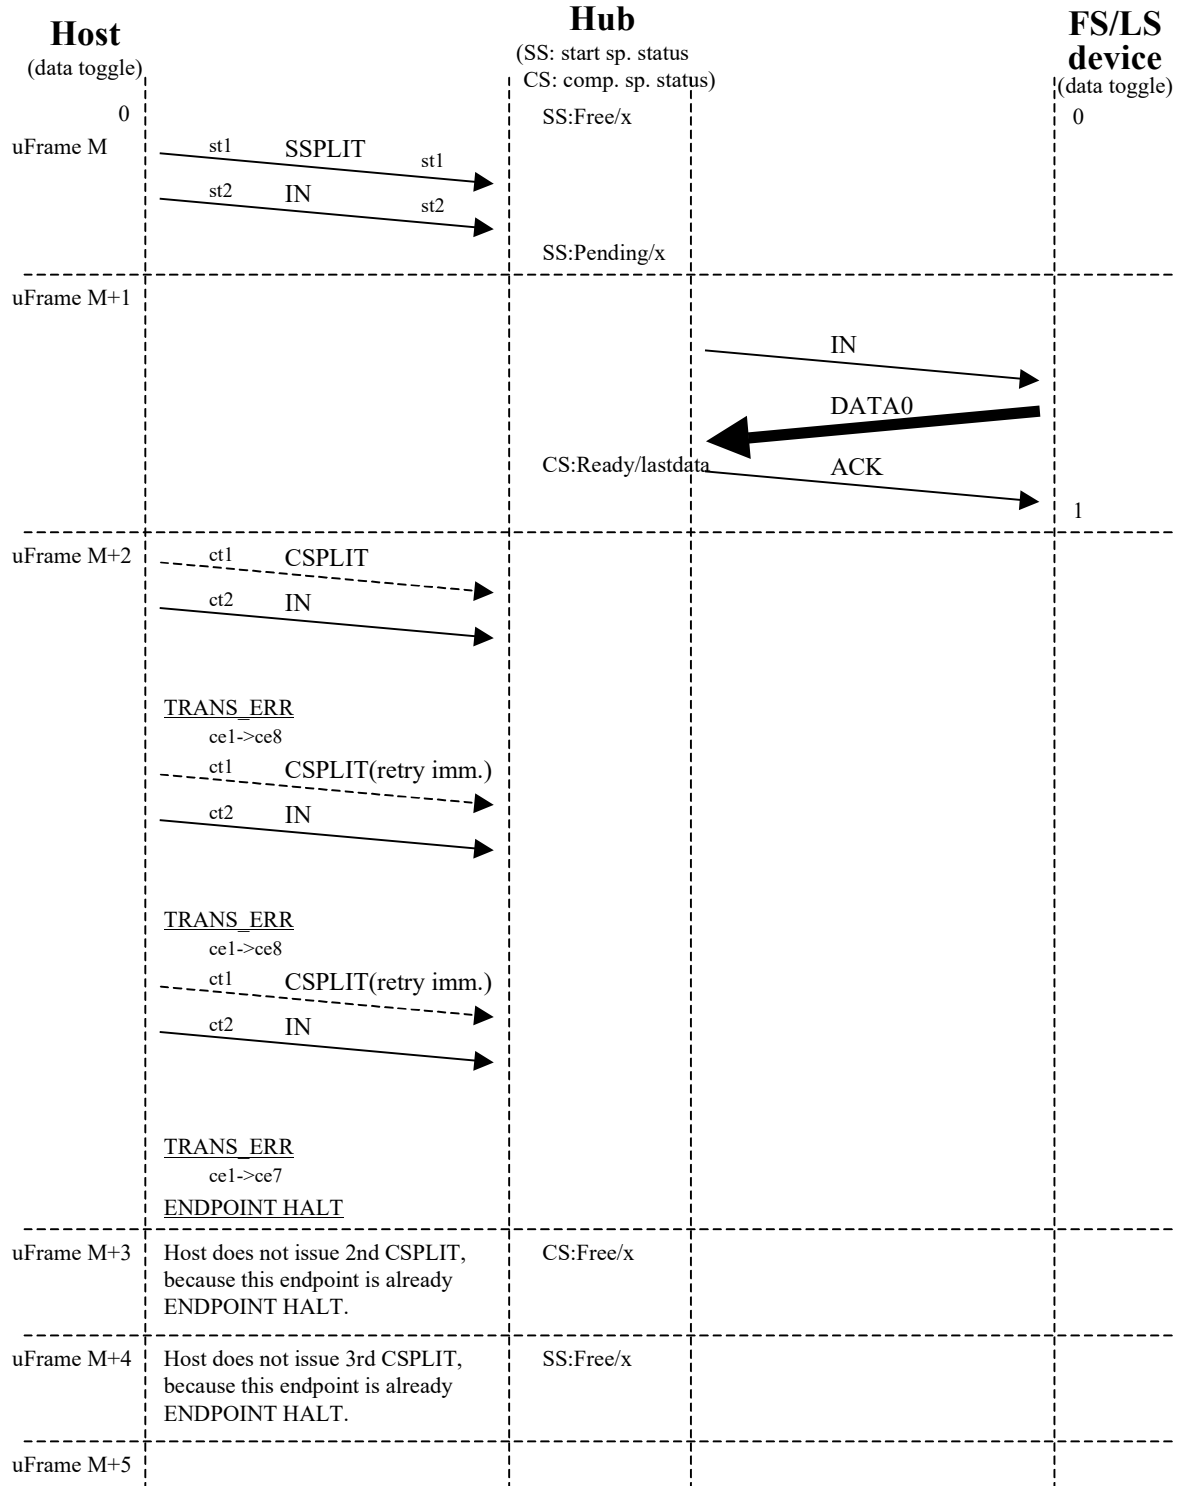 Host
(data toggle)
Hub
(SS: start sp. status
CS: comp. sp. status)
FS/LS
device
(data toggle)
0
SS:Free/x
0
uFrame M
st1
SSPLIT
st1
st2
IN
st2
SS:Pending/x
uFrame M+1
IN
DATA0
CS:Ready/lastdata
ACK
1
uFrame M+2
ct1
CSPLIT
ct2
IN
TRANS_ERR
ce1->ce8
ct1
CSPLIT(retry imm.)
ct2
IN
TRANS_ERR
ce1->ce8
ct1
CSPLIT(retry imm.)
ct2
IN
TRANS_ERR
ce1->ce7
ENDPOINT HALT
uFrame M+3
Host does not issue 2nd CSPLIT,
because this endpoint is already
ENDPOINT HALT.
CS:Free/x
uFrame M+4
Host does not issue 3rd CSPLIT,
because this endpoint is already
ENDPOINT HALT.
SS:Free/x
uFrame M+5